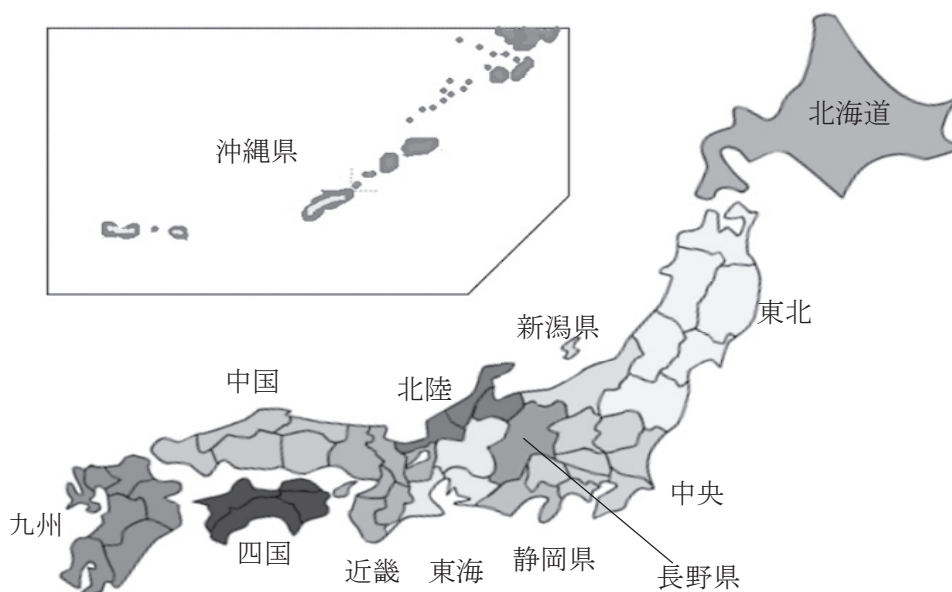 北海道
沖縄県
東北
新潟県
中国
北陸
中央
九州
四国
近畿
東海
静岡県
長野県